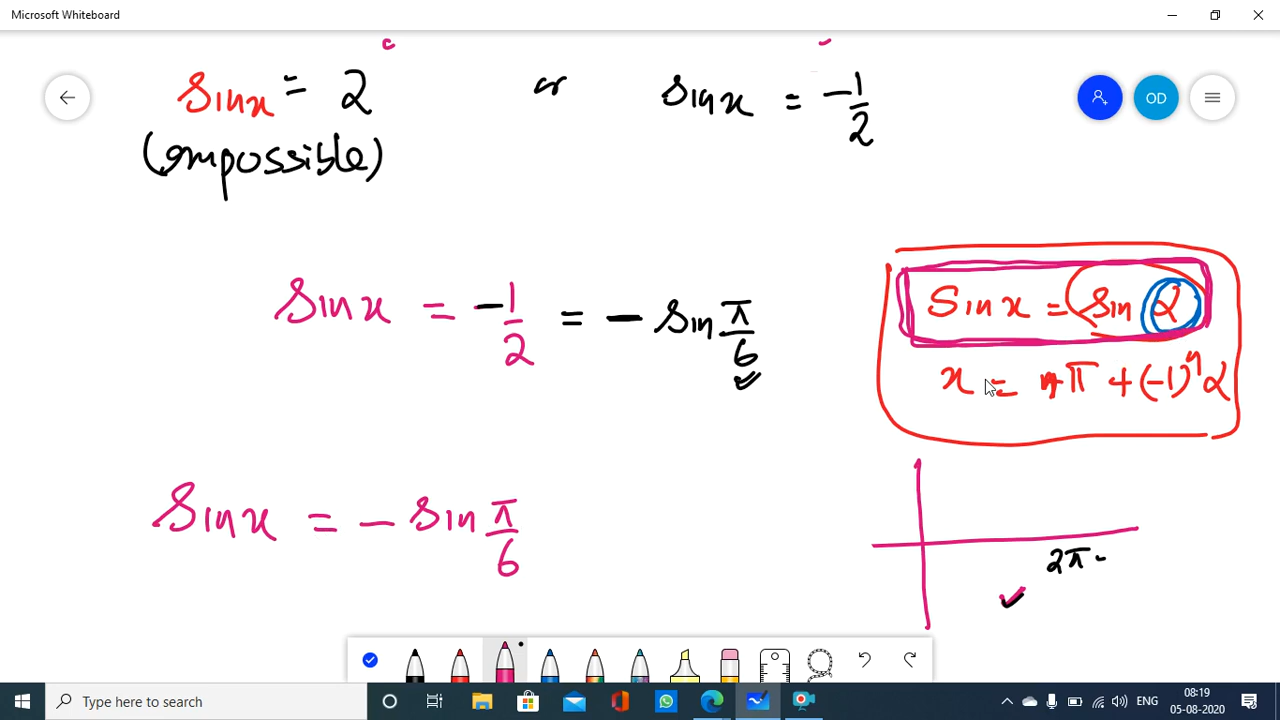 Microsoft Whiteboard
sinx = 2 or sinx = -1/2
(impossible)
OD
sinx = -1/2 = - sin π/6
sinx = sin α
x = nπ + (-1)ⁿ α
sinx = - sin π/6
2π -
Type here to search
ENG
08:19
05-08-2020